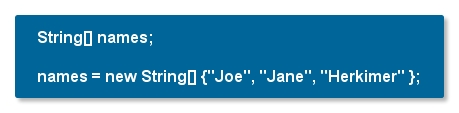 String[] names;
names = new String[] {"Joe", "Jane", "Herkimer" };